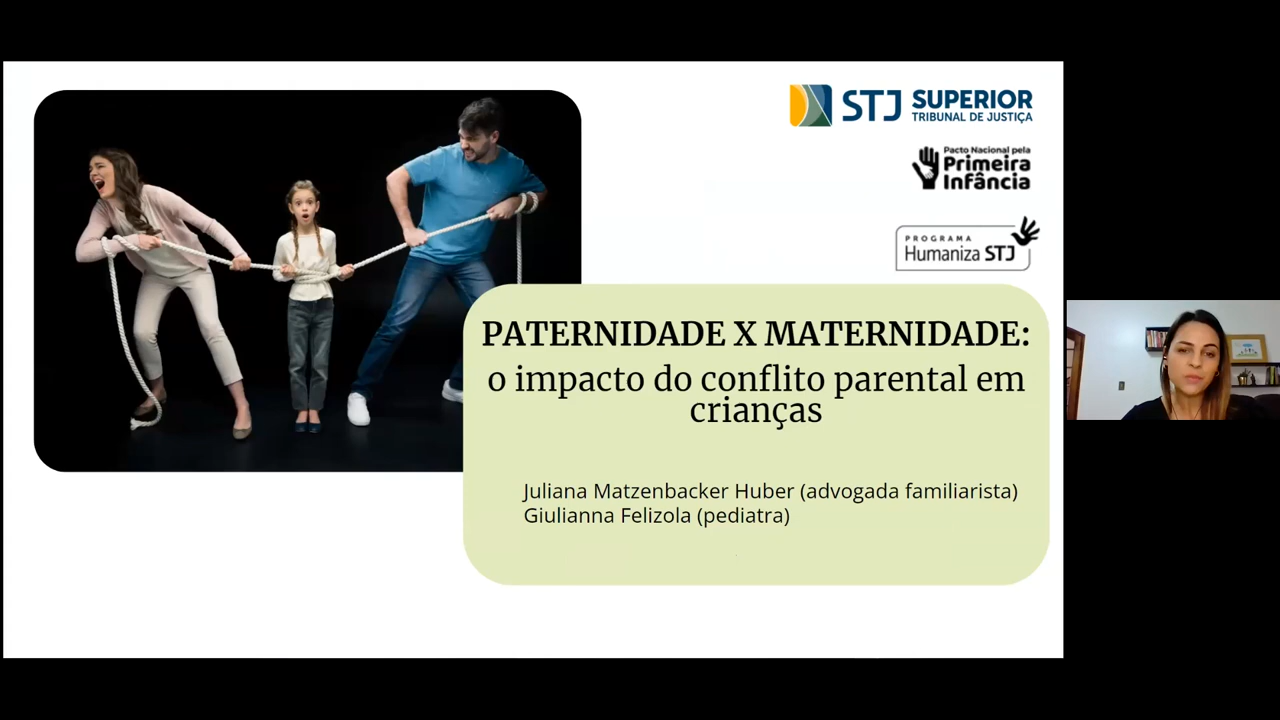 STJ SUPERIOR
TRIBUNAL DE JUSTIÇA
Pacto Nacional pela
Primeira
Infância
PROGRAMA
Humaniza STJ
PATERNIDADE X MATERNIDADE:
o impacto do conflito parental em
crianças
Juliana Matzenbacker Huber (advogada familiarista)
Giulianna Felizola (pediatra)